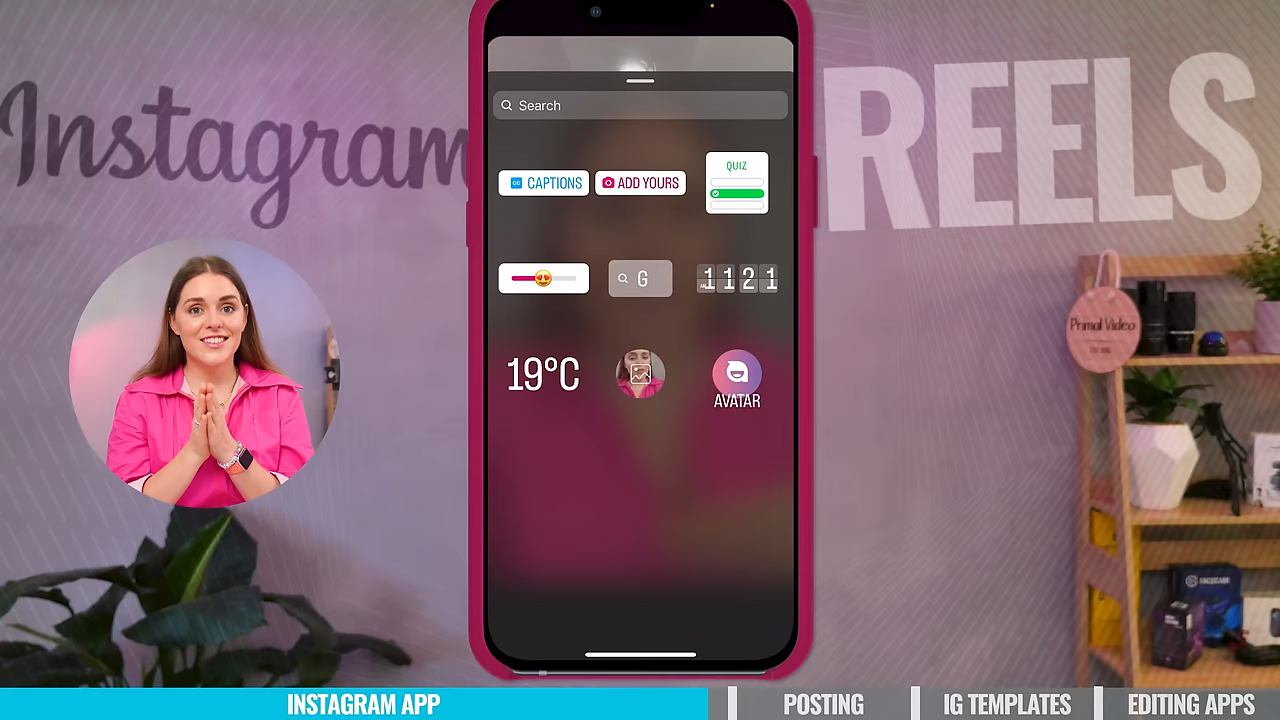 Instagram
REELS
Search
CC CAPTIONS
ADD YOURS
QUIZ
G
1121
19°C
AVATAR
Primal Video
INSTAGRAM APP
POSTING
IG TEMPLATES
EDITING APPS